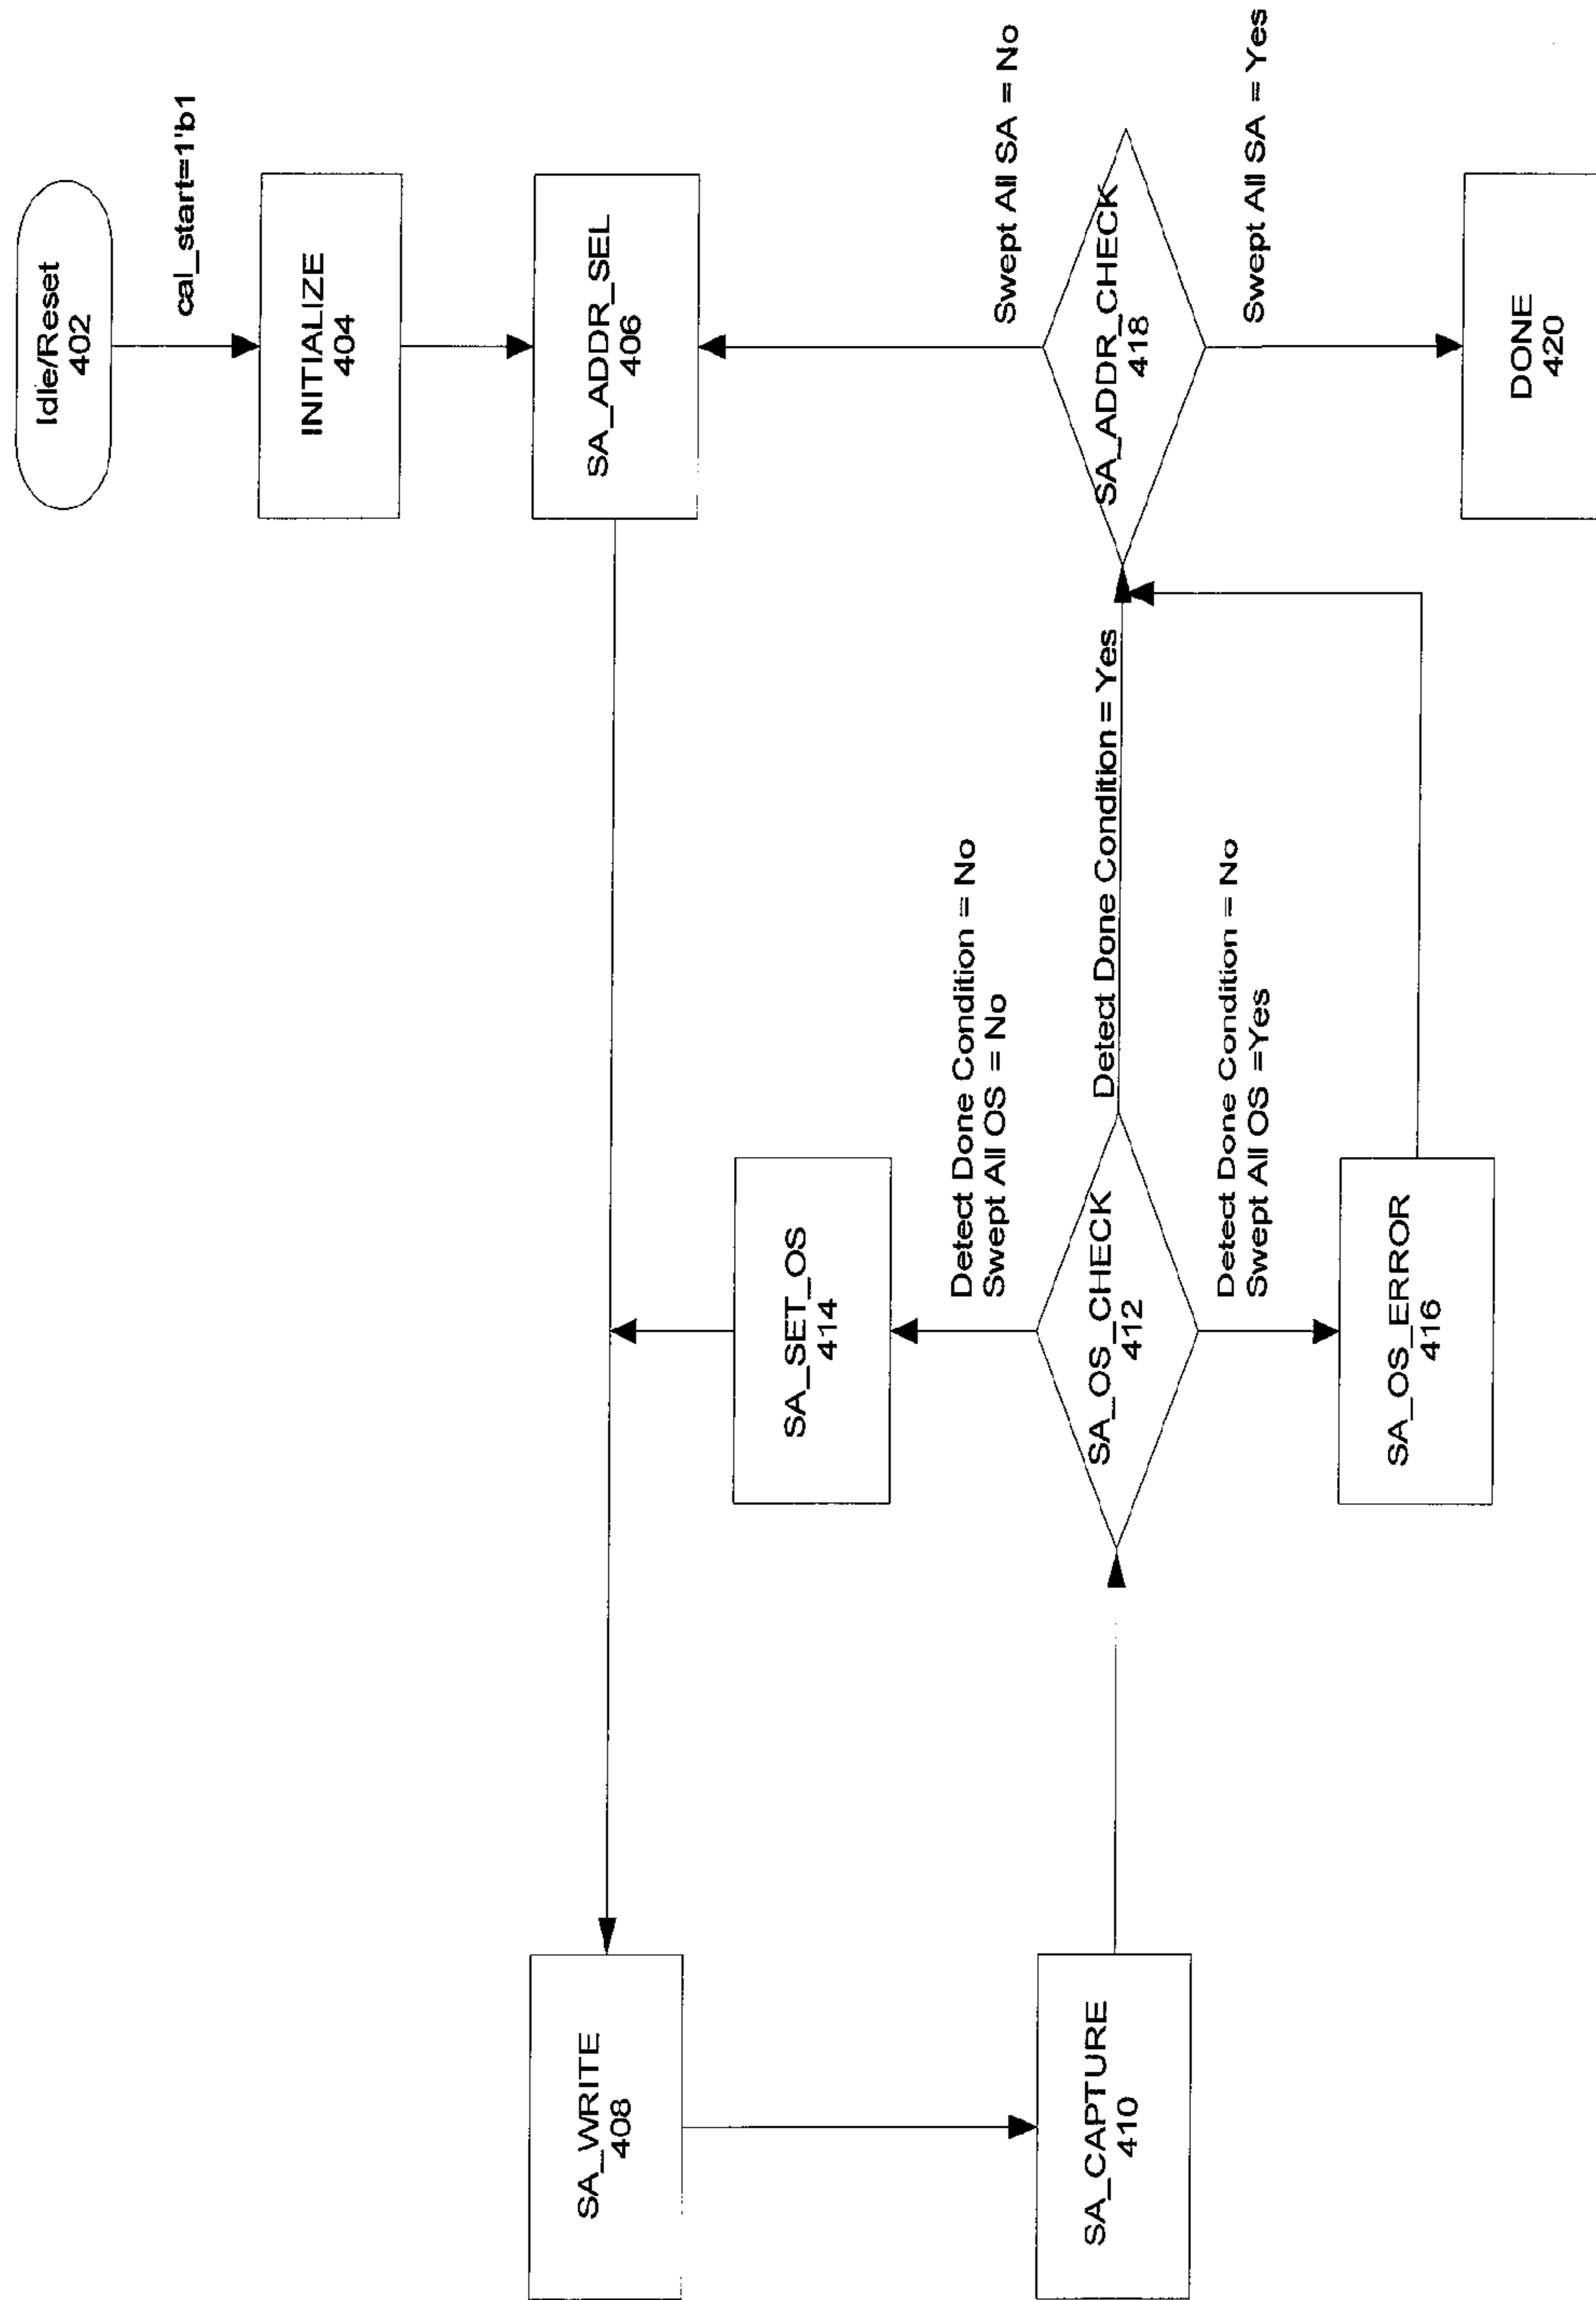 Idle/Reset
402
cal_start=1'b1
INITIALIZE
404
SA_ADDR_SEL
406
SA_WRITE
408
SA_CAPTURE
410
SA_SET_OS
414
Detect Done Condition = No
Swept All OS = No
SA_OS_CHECK
412
Detect Done Condition = Yes
Detect Done Condition = No
Swept All OS =Yes
SA_OS_ERROR
416
Swept All SA = No
SA_ADDR_CHECK
418
Swept All SA = Yes
DONE
420